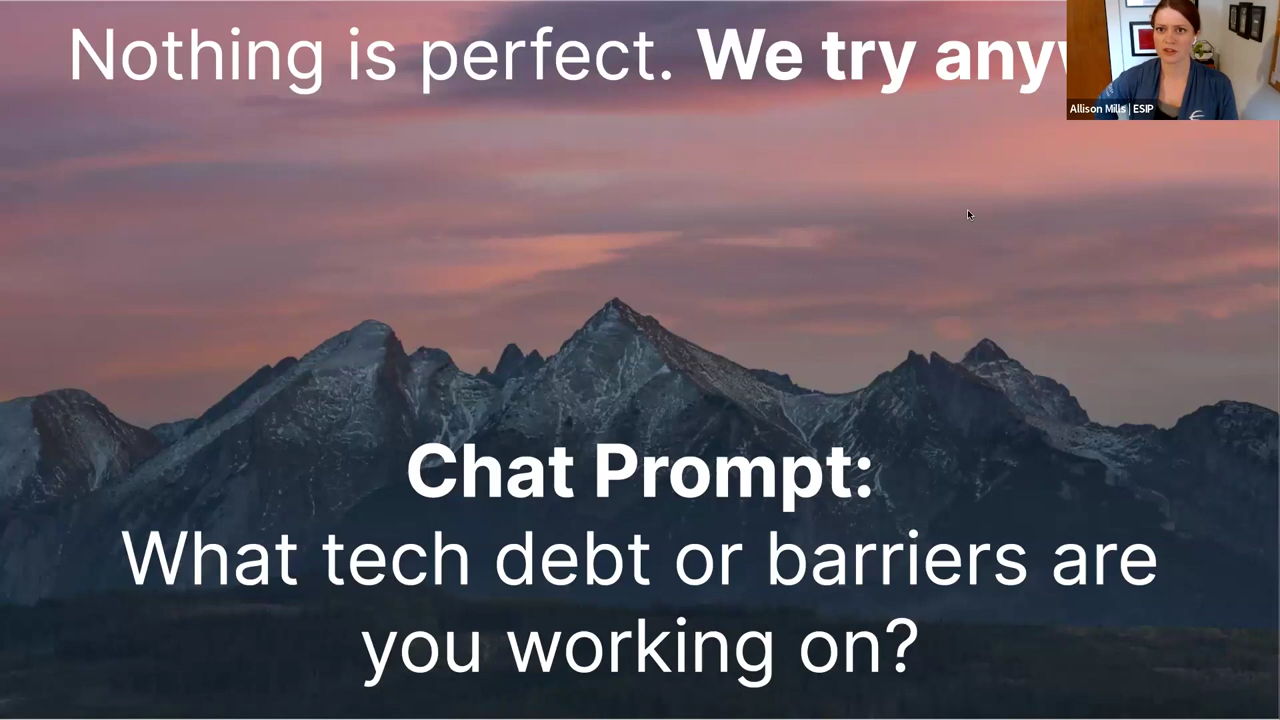 Nothing is perfect. We try
Allison Mills | ESIP
Chat Prompt:
What tech debt or barriers are
you working on?